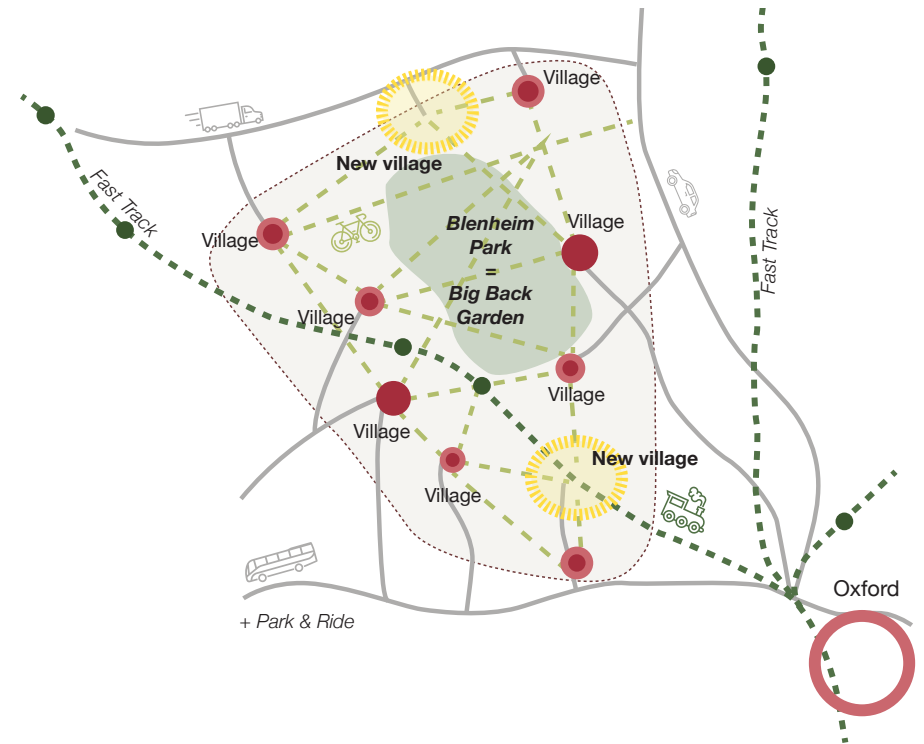 Village
New village
Fast Track
Village
Blenheim
Park
=
Big Back
Garden
Village
Fast Track
Village
Village
Village
Village
New village
Village
Oxford
+ Park & Ride